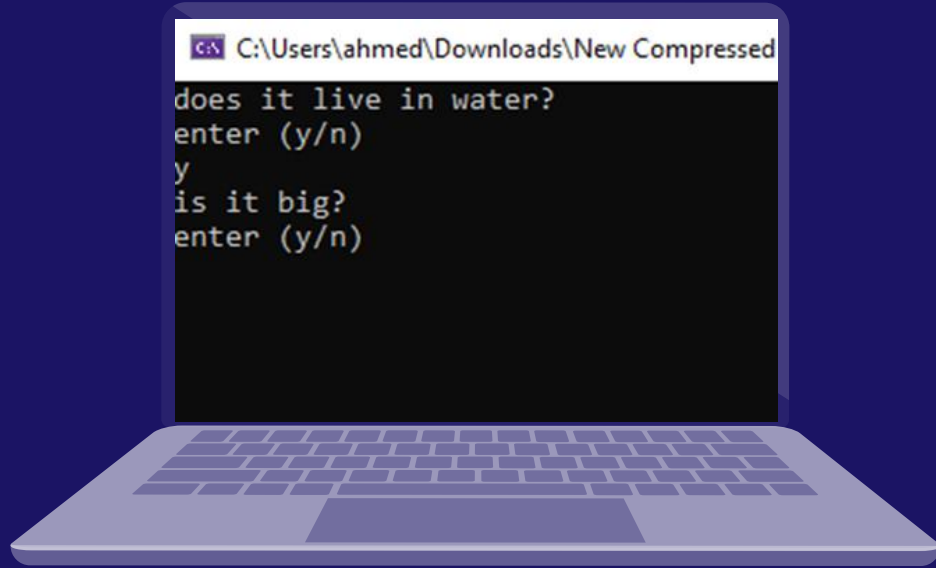 C:\Users\ahmed\Downloads\New Compressed
does it live in water?
enter (y/n)
y
is it big?
enter (y/n)